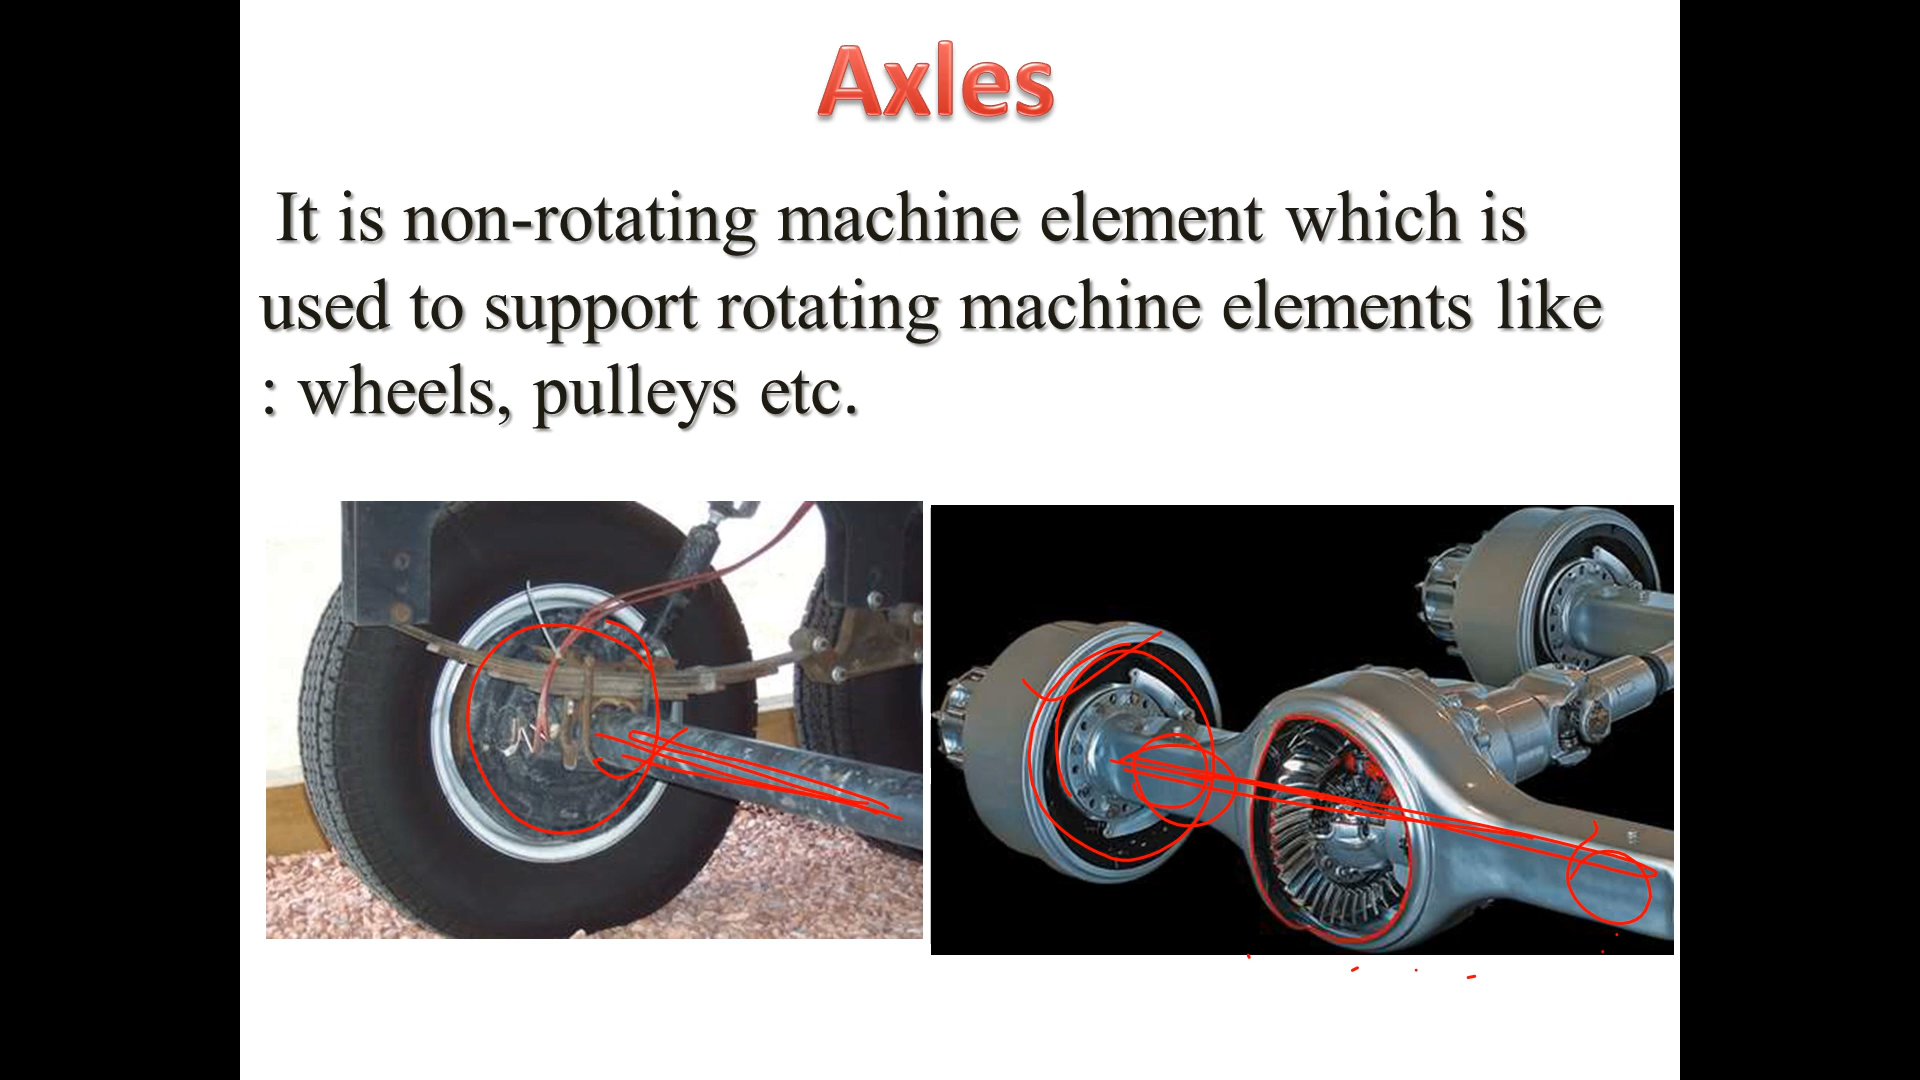 Axles
It is non-rotating machine element which is
used to support rotating machine elements like
: wheels, pulleys etc.